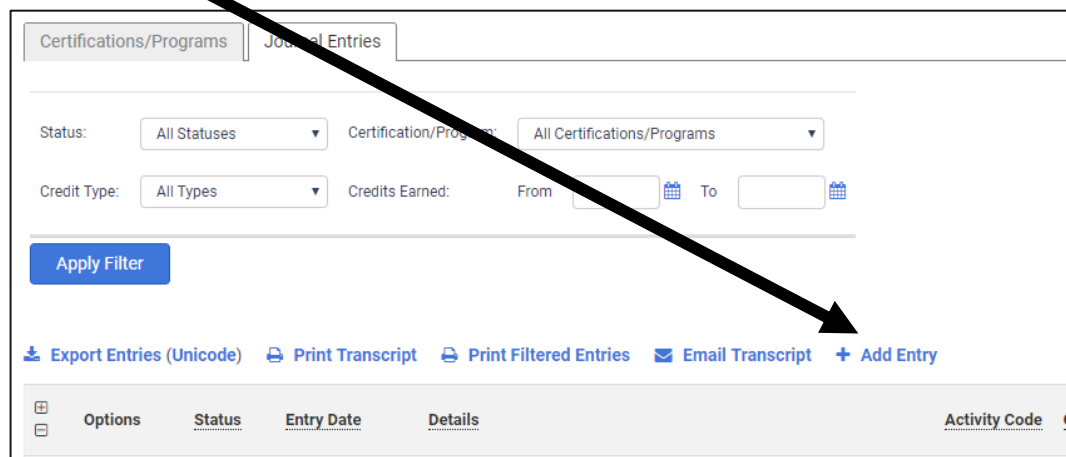 Certifications/Programs Journal Entries
Status: All Statuses Certification/Program: All Certifications/Programs
Credit Type: All Types Credits Earned: From To
Apply Filter
Export Entries (Unicode) Print Transcript Print Filtered Entries Email Transcript + Add Entry
Options Status Entry Date Details Activity Code